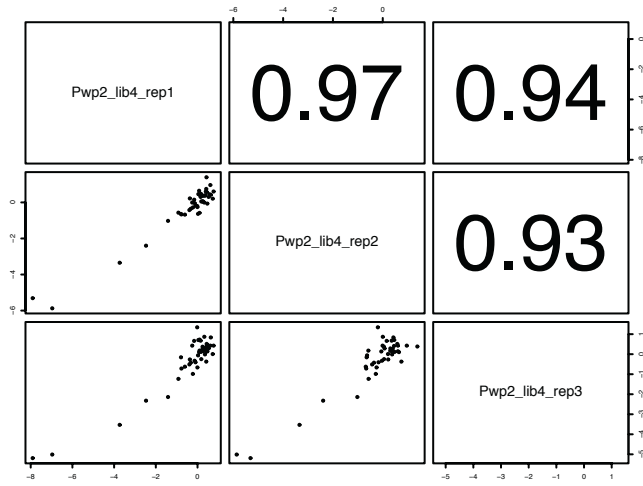 −6 −4 −2 0
Pwp2_lib4_rep1
0.97
0.94
0 −2 −4 −6 −8
0 −2 −4 −6
Pwp2_lib4_rep2
0.93
Pwp2_lib4_rep3
1 0 −1 −2 −3 −4 −5
−8 −6 −4 −2 0
−5 −4 −3 −2 −1 0 1